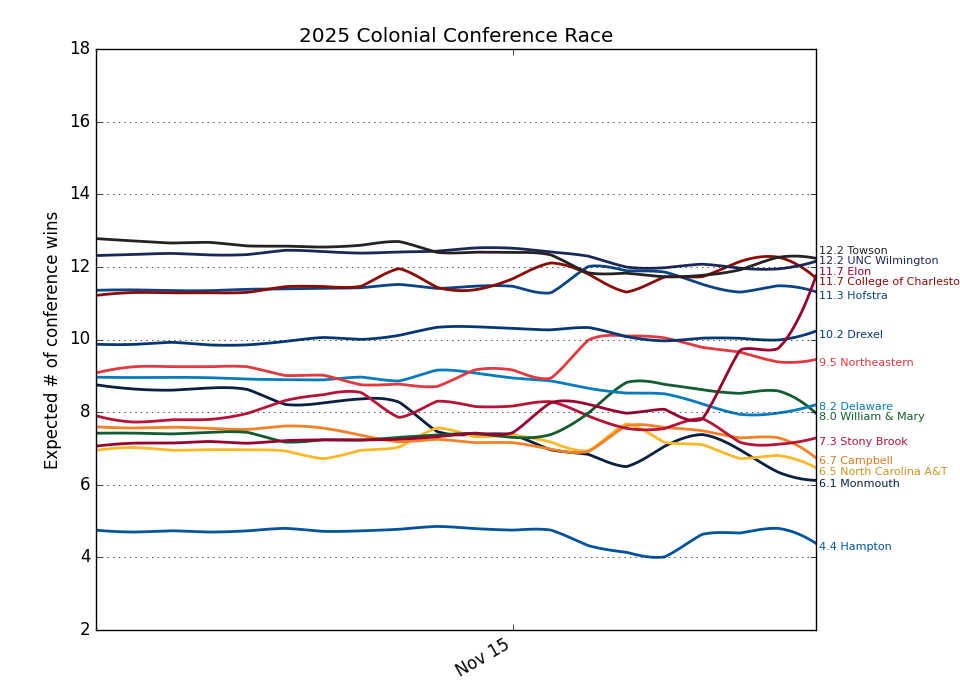 2025 Colonial Conference Race
Expected # of conference wins
18
16
14
12
10
8
6
4
2
Nov 15
12.2 Towson
12.2 UNC Wilmington
11.7 Elon
11.7 College of Charlesto
11.3 Hofstra
10.2 Drexel
9.5 Northeastern
8.2 Delaware
8.0 William & Mary
7.3 Stony Brook
6.7 Campbell
6.5 North Carolina A&T
6.1 Monmouth
4.4 Hampton